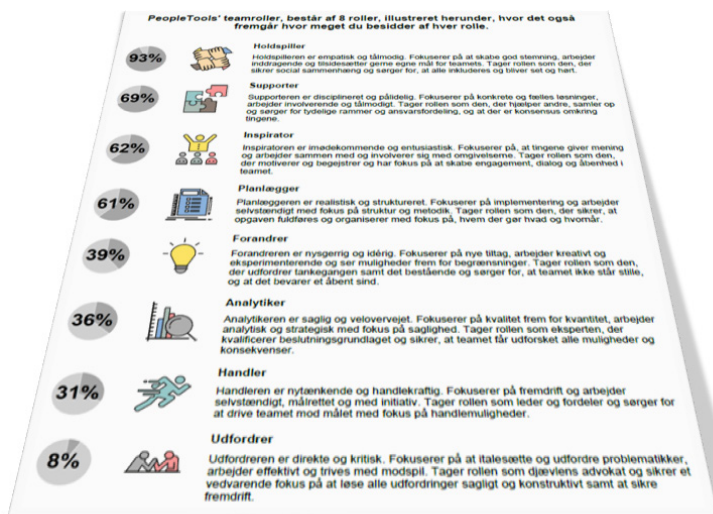 PeopleTools' teamroller, består af 8 roller, illustreret herunder, hvor det også
fremgår hvor meget du besidder af hver rolle.
93%
Holdspiller
Holdspilleren er empatisk og tålmodig. Fokuserer på at skabe god stemning, arbejder
inddragende og tilsidesætter gerne egne mål for teamets. Tager rollen som den, der
sikrer social sammenhæng og sørger for, at alle inkluderes og bliver set og hørt.
69%
Supporter
Supporteren er disciplineret og pålidelig. Fokuserer på konkrete og fælles løsninger,
arbejder involverende og tålmodigt. Tager rollen som den, der hjælper andre, samler op
og sørger for tydelige rammer og ansvarsfordeling, og at der er konsensus omkring
tingene.
62%
Inspirator
Inspiratoren er imødekommende og entusiastisk. Fokuserer på, at tingene giver mening
og arbejder sammen med og involverer sig med omgivelserne. Tager rollen som den,
der motiverer og begejstrer og har fokus på at skabe engagement, dialog og åbenhed i
teamet.
61%
Planlægger
Planlæggeren er realistisk og struktureret. Fokuserer på implementering og arbejder
selvstændigt med fokus på struktur og metodik. Tager rollen som den, der sikrer, at
opgaven fuldføres og organiserer med fokus på, hvem der gør hvad og hvornår.
39%
Forandrer
Forandreren er nysgerrig og idérig. Fokuserer på nye tiltag, arbejder kreativt og
eksperimenterende og ser muligheder frem for begrænsninger. Tager rollen som den,
der udfordrer tankegangen samt det bestående og sørger for, at teamet ikke står stille,
og at det bevarer et åbent sind.
36%
Analytiker
Analytikeren er saglig og velovervejet. Fokuserer på kvalitet frem for kvantitet, arbejder
analytisk og strategisk med fokus på saglighed. Tager rollen som eksperten, der
kvalificerer beslutningsgrundlaget og sikrer, at teamet får udforsket alle muligheder og
konsekvenser.
31%
Handler
Handleren er nytænkende og handlekraftig. Fokuserer på fremdrift og arbejder
selvstændigt, målrettet og med initiativ. Tager rollen som leder og fordeler og sørger for
at drive teamet mod målet med fokus på handlemuligheder.
8%
Udfordrer
Udfordreren er direkte og kritisk. Fokuserer på at italesætte og udfordre problematikker,
arbejder effektivt og trives med modspil. Tager rollen som djævlens advokat og sikrer et
vedvarende fokus på at løse alle udfordringer sagligt og konstruktivt samt at sikre
fremdrift.